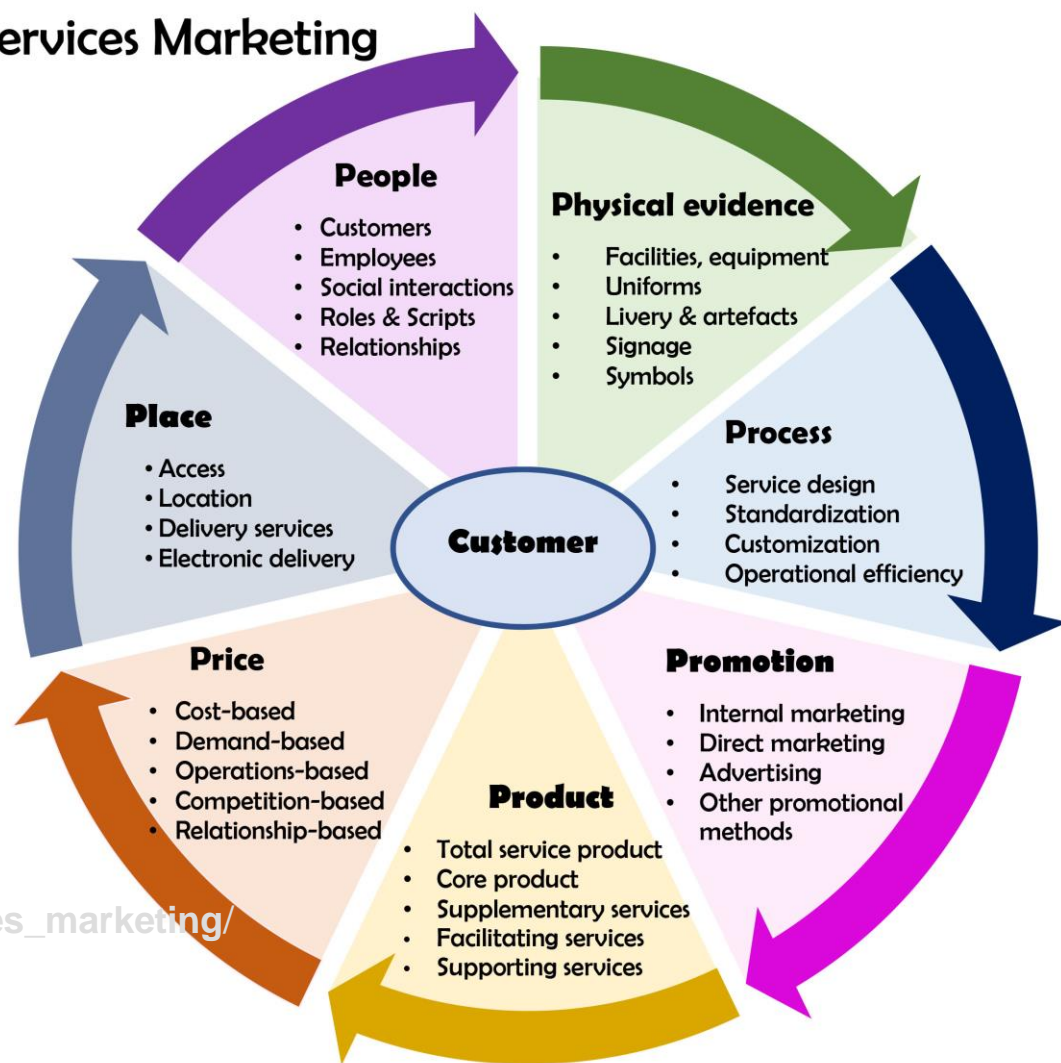 ervices Marketing
People
• Customers
• Employees
• Social interactions
• Roles & Scripts
• Relationships
Physical evidence
• Facilities, equipment
• Uniforms
• Livery & artefacts
• Signage
• Symbols
Process
• Service design
• Standardization
• Customization
• Operational efficiency
Promotion
• Internal marketing
• Direct marketing
• Advertising
• Other promotional
methods
Product
• Total service product
• Core product
• Supplementary services
• Facilitating services
• Supporting services
Price
• Cost-based
• Demand-based
• Operations-based
• Competition-based
• Relationship-based
Place
• Access
• Location
• Delivery services
• Electronic delivery
Customer
es_marketing/